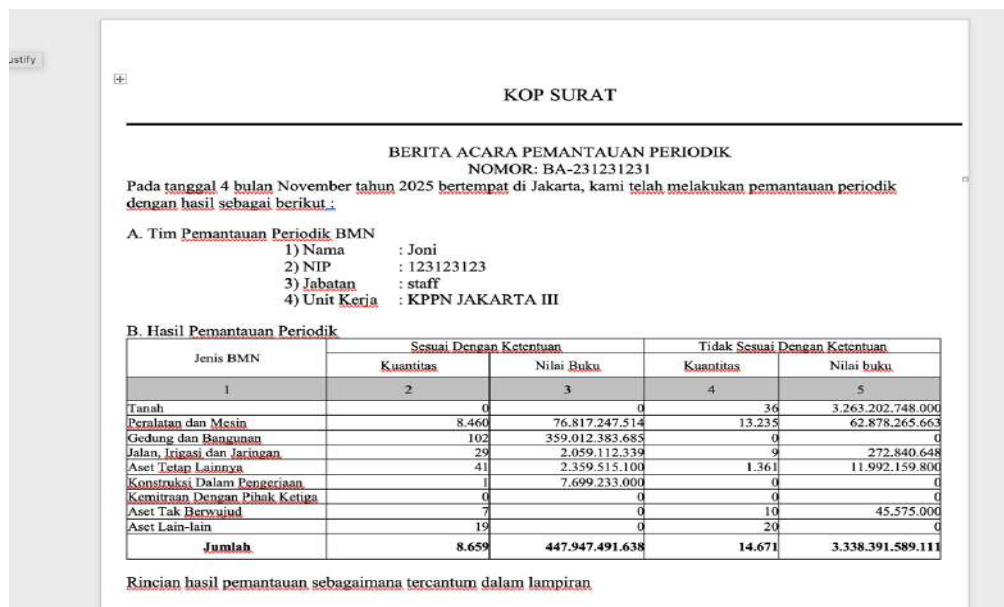 ustify
KOP SURAT
BERITA ACARA PEMANTAUAN PERIODIK
NOMOR: BA-231231231
Pada tanggal 4 bulan November tahun 2025 bertempat di Jakarta, kami telah melakukan pemantauan periodik
dengan hasil sebagai berikut :
A. Tim Pemantauan Periodik BMN
1) Nama : Joni
2) NIP : 123123123
3) Jabatan : staff
4) Unit Kerja : KPPN JAKARTA III
B. Hasil Pemantauan Periodik
Jenis BMN Sesuai Dengan Ketentuan Tidak Sesuai Dengan Ketentuan
Kuantitas Nilai Buku Kuantitas Nilai buku
1 2 3 4 5
Tanah 0 0 36 3.263.202.748.000
Peralatan dan Mesin 8.460 76.817.247.514 13.235 62.878.265.663
Gedung dan Bangunan 102 359.012.383.685 0 0
Jalan, Irigasi dan Jaringan 29 2.059.112.339 9 272.840.648
Aset Tetap Lainnya 41 2.359.515.100 1.361 11.992.159.800
Konstruksi Dalam Pengerjaan 1 7.699.233.000 0 0
Kemitraan Dengan Pihak Ketiga 0 0 0 0
Aset Tak Berwujud 7 0 10 45.575.000
Aset Lain-lain 19 0 20 0
Jumlah 8.659 447.947.491.638 14.671 3.338.391.589.111
Rincian hasil pemantauan sebagaimana tercantum dalam lampiran